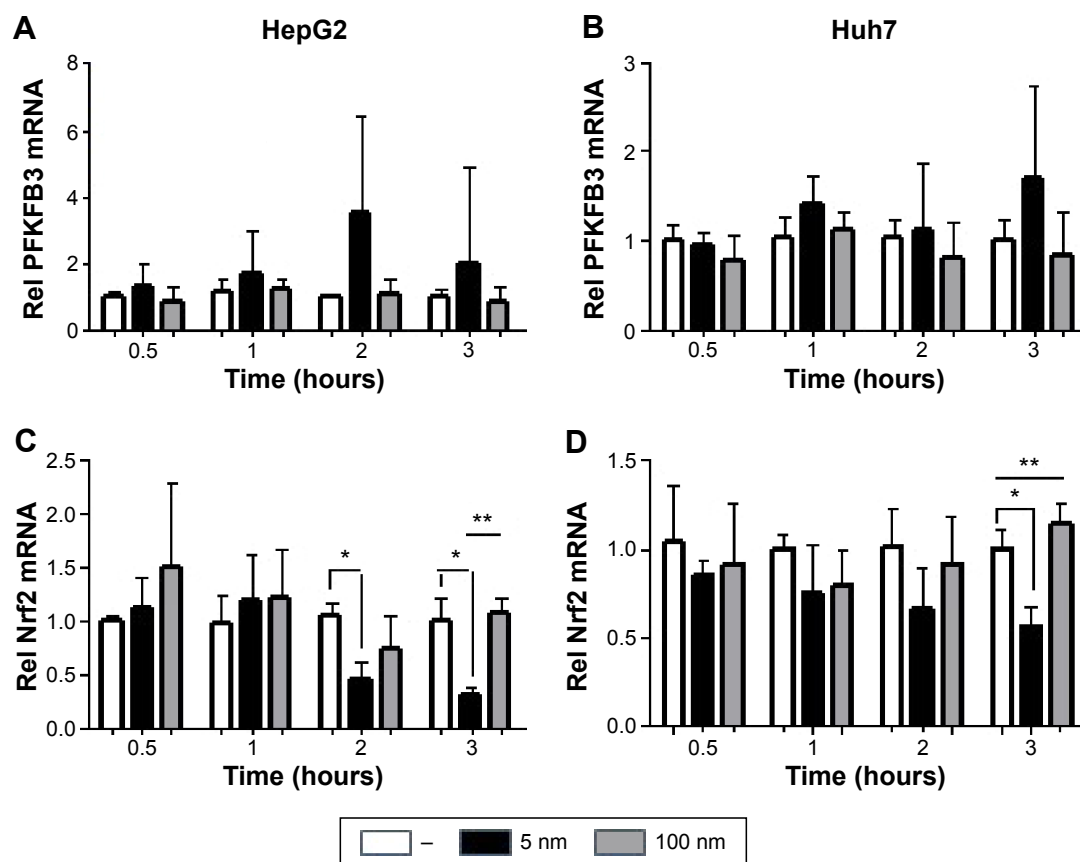 A HepG2
Rel PFKFB3 mRNA
8
6
4
2
0
0.5 1 2 3
Time (hours)
B Huh7
Rel PFKFB3 mRNA
3
2
1
0
0.5 1 2 3
Time (hours)
C
Rel Nrf2 mRNA
2.5
2.0
1.5
1.0
0.5
0.0
* * **
0.5 1 2 3
Time (hours)
D
Rel Nrf2 mRNA
1.5
1.0
0.5
0.0
**
*
0.5 1 2 3
Time (hours)
– 5 nm 100 nm